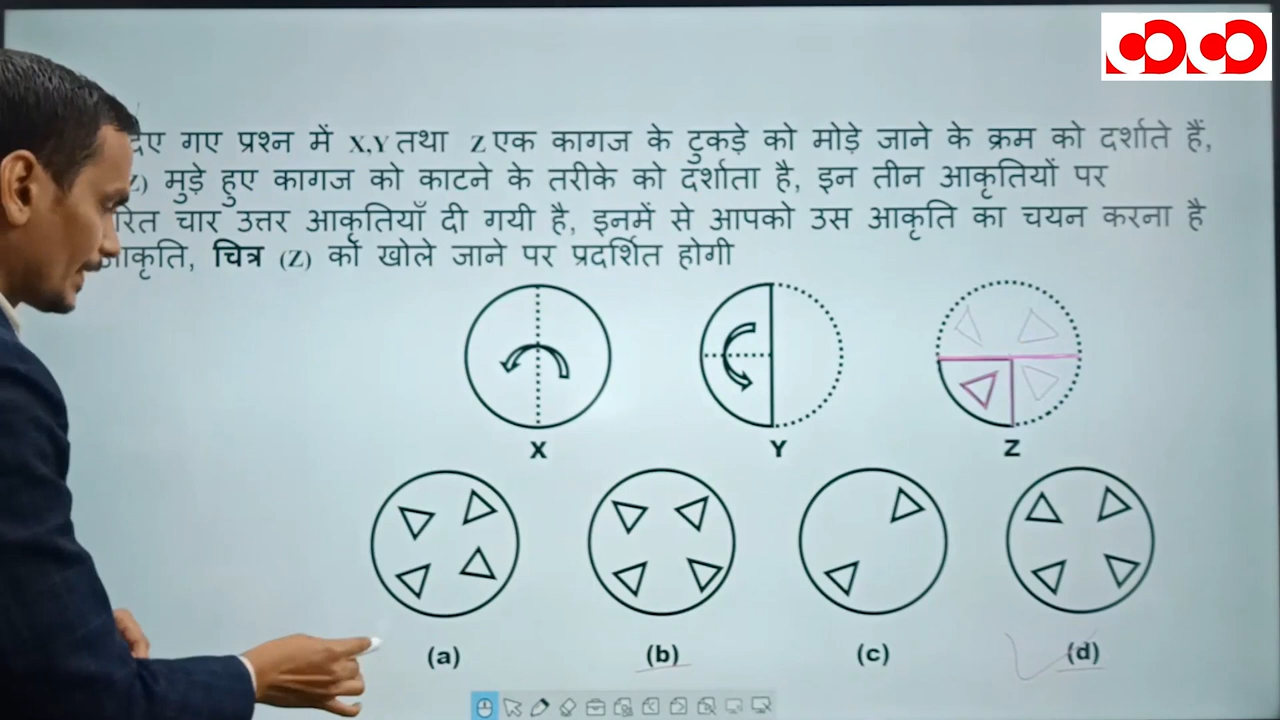 गए प्रश्न में X,Y तथा Z एक कागज के टुकड़े को मोड़े जाने के क्रम को दर्शाते हैं,
Z) मुड़े हुए कागज को काटने के तरीके को दर्शाता है, इन तीन आकृतियों पर
चार उत्तर आकृतियाँ दी गयी है, इनमें से आपको उस आकृति का चयन करना है
आकृति, चित्र (Z) को खोले जाने पर प्रदर्शित होगी
X Y Z
(a) (b) (c) (d)